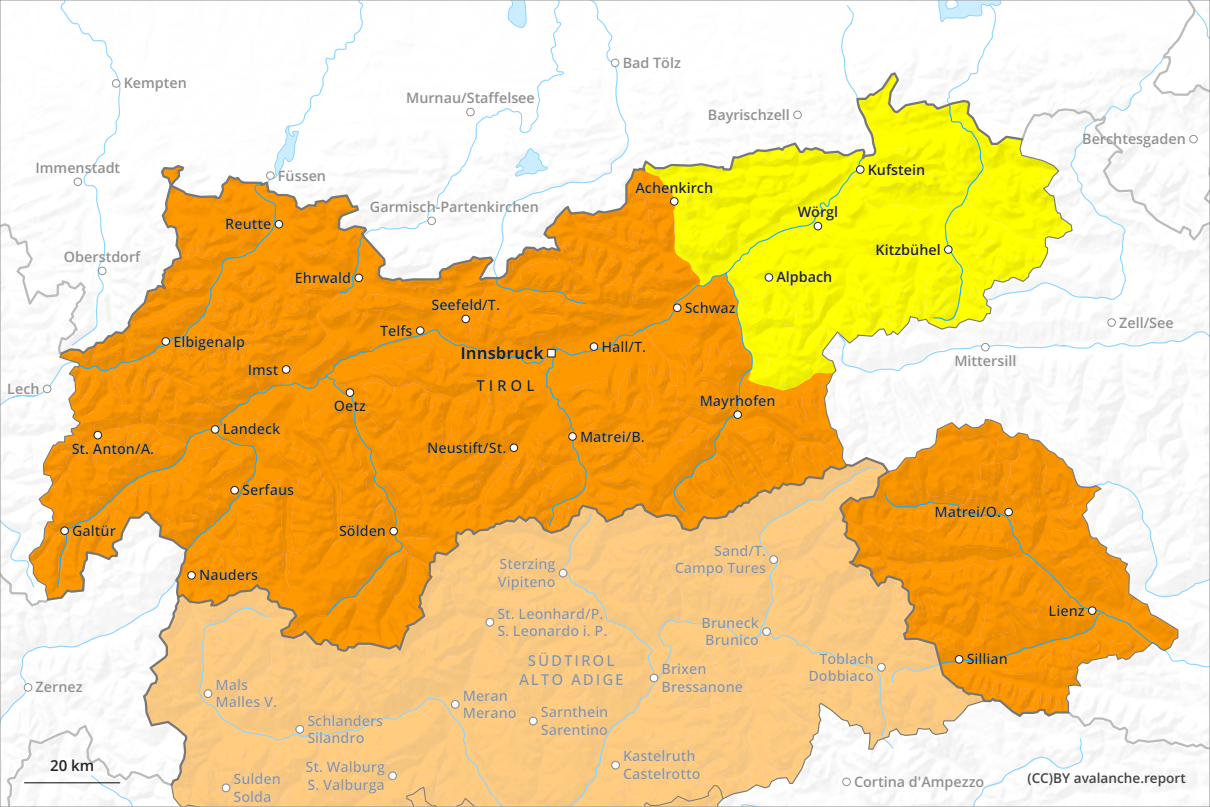 Kempten
Bad Tölz
Murnau/Staffelsee
Bayrischzell
Berchtesgaden
Immenstadt
Füssen
Kufstein
Achenkirch
Garmisch-Partenkirchen
Wörgl
Reutte
Kitzbühel
Oberstdorf
Ehrwald
Alpbach
Seefeld/T.
Schwaz
Telfs
Zell/See
Elbigenalp
Innsbruck
Hall/T.
Mittersill
Imst
TIROL
Lech
Oetz
Mayrhofen
Landeck
Matrei/B.
St. Anton/A.
Neustift/St.
Serfaus
Matrei/O.
Galtür
Sölden
Sand/T.
Campo Tures
Sterzing
Vipiteno
Nauders
Lienz
St. Leonhard/P.
S. Leonardo i. P.
Bruneck
Brunico
SÜDTIROL
ALTO ADIGE
Toblach
Dobbiaco
Sillian
Brixen
Bressanone
Zernez
Mals
Malles V.
Meran
Merano
Sarnthein
Sarentino
Schlanders
Silandro
Kastelruth
Castelrotto
20 km
St. Walburg
S. Valburga
Sulden
Solda
Cortina d'Ampezzo
(CC)BY avalanche.report